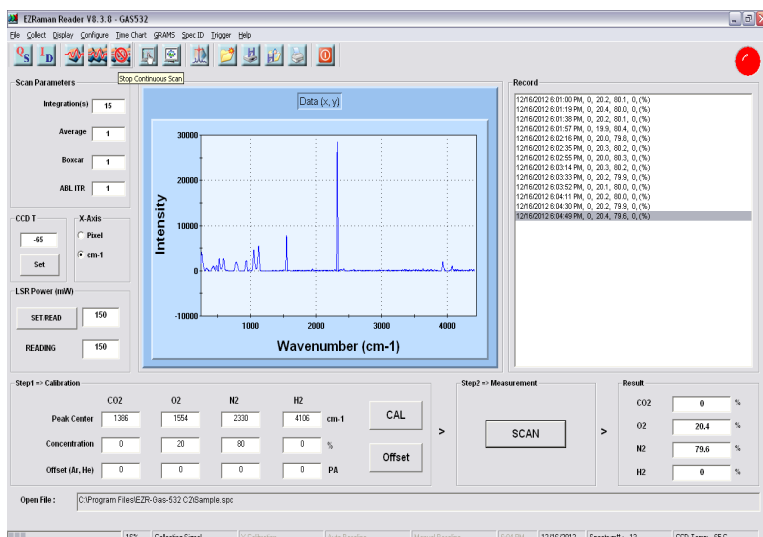 EZRaman Reader V8.3.8 - GAS532
File Collect Display Configure Time Chart GRAMS Spec ID Trigger Help
Stop Continuous Scan
Scan Parameters
Integration(s) 15
Average 1
Boxcar 1
ABL ITR 1
CCD T
-65
Set
X-Axis
Pixel
cm-1
LSR Power (mW)
SET/READ 150
READING 150
Data (x, y)
Intensity
30000
20000
10000
0
-10000
1000 2000 3000 4000
Wavenumber (cm-1)
Record
12/16/2012 6:01:00 PM, 0, 20.2, 80.1, 0, (%)
12/16/2012 6:01:19 PM, 0, 20.4, 80.0, 0, (%)
12/16/2012 6:01:38 PM, 0, 20.2, 80.1, 0, (%)
12/16/2012 6:01:57 PM, 0, 19.9, 80.4, 0, (%)
12/16/2012 6:02:16 PM, 0, 20.0, 79.8, 0, (%)
12/16/2012 6:02:35 PM, 0, 20.3, 80.2, 0, (%)
12/16/2012 6:02:55 PM, 0, 20.0, 80.3, 0, (%)
12/16/2012 6:03:14 PM, 0, 20.3, 80.2, 0, (%)
12/16/2012 6:03:33 PM, 0, 20.2, 79.9, 0, (%)
12/16/2012 6:03:52 PM, 0, 20.1, 80.0, 0, (%)
12/16/2012 6:04:11 PM, 0, 20.2, 80.0, 0, (%)
12/16/2012 6:04:30 PM, 0, 20.2, 79.9, 0, (%)
12/16/2012 6:04:49 PM, 0, 20.4, 79.6, 0, (%)
Step1 => Calibration
CO2 O2 N2 H2
Peak Center 1386 1554 2330 4106 cm-1
Concentration 0 20 80 0 %
Offset (Ar, He) 0 0 0 0 PA
CAL
Offset
>
Step2 => Measurement
SCAN
>
Result
CO2 0 %
O2 20.4 %
N2 79.6 %
H2 0 %
Open File : C:\Program Files\EZR-Gas-532 C2\Sample.spc